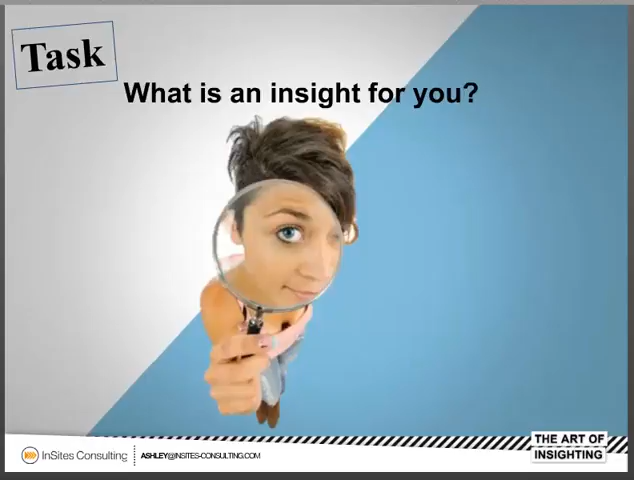 Task
What is an insight for you?
InSites Consulting
ASHLEY@INSITES-CONSULTING.COM
THE ART OF
INSIGHTING